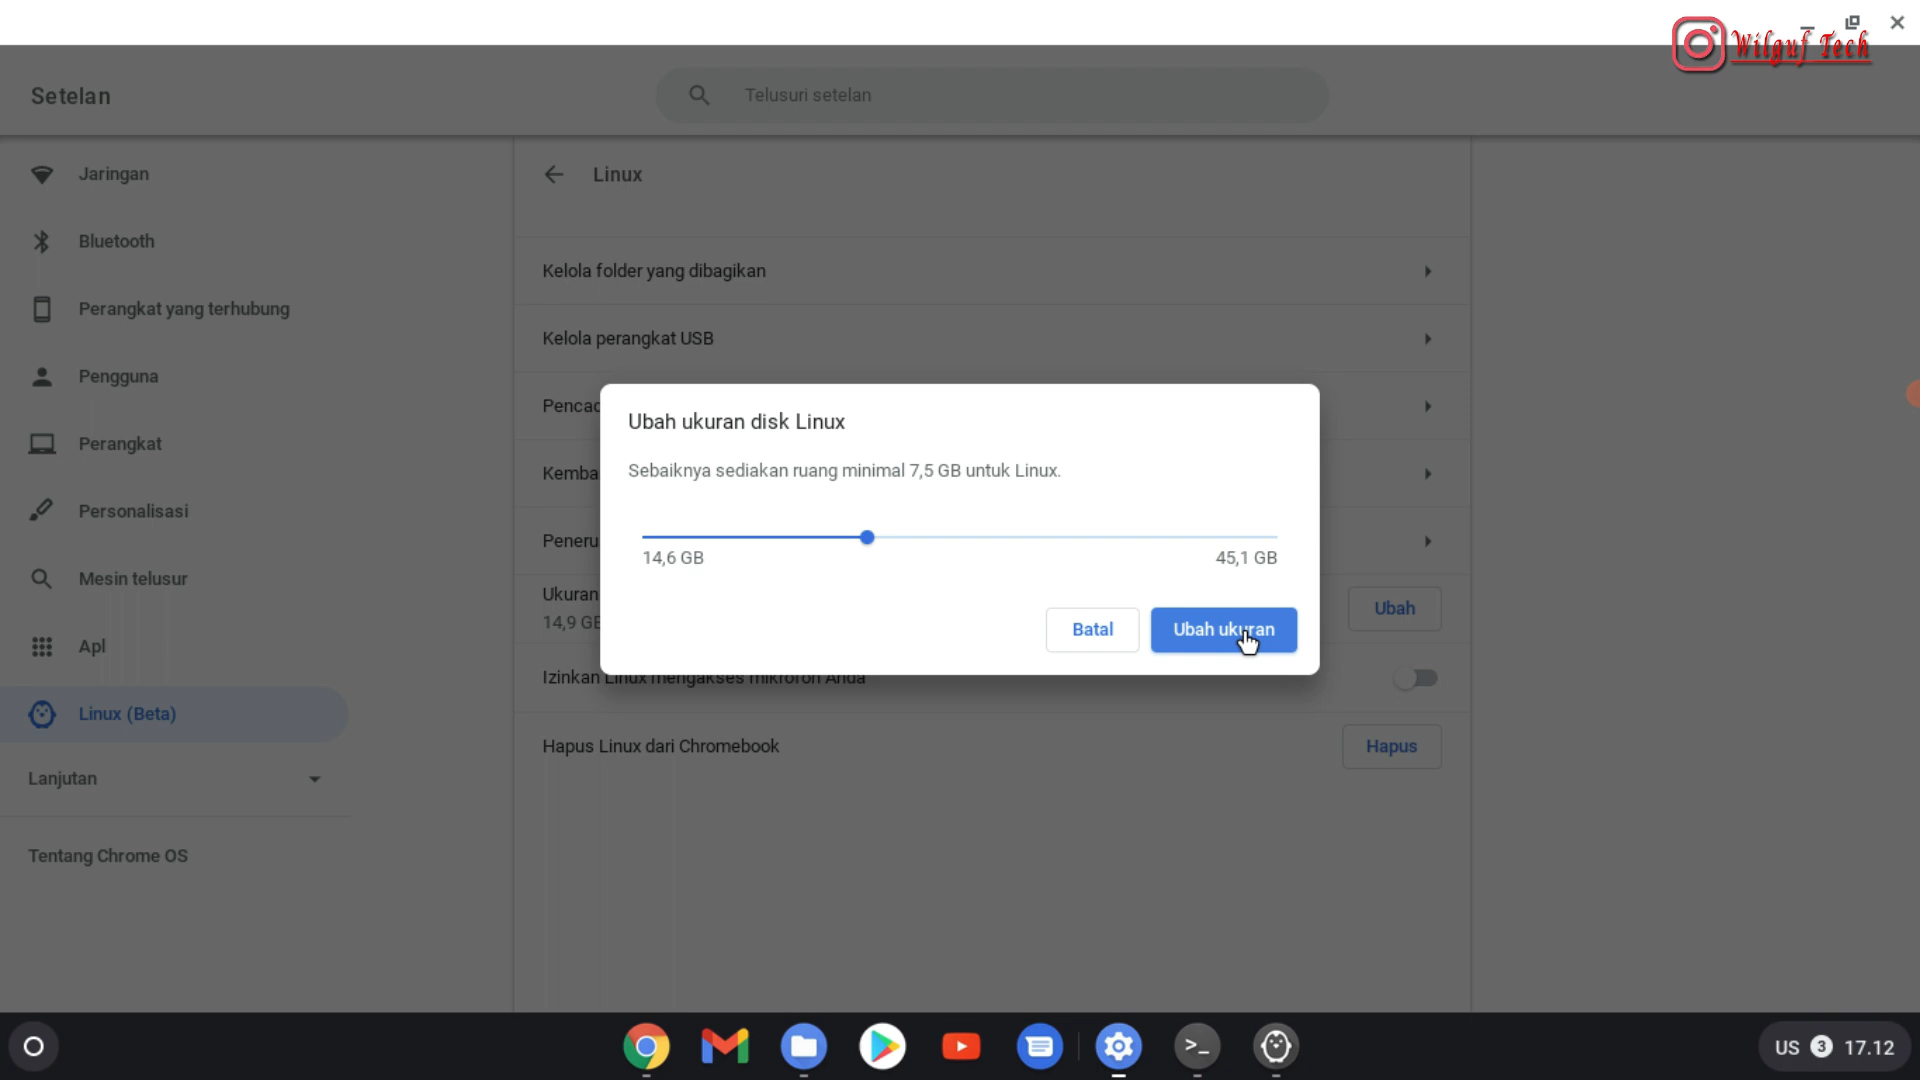 Wilguf Tech
Setelan
Telusuri setelan
Jaringan
Bluetooth
Perangkat yang terhubung
Pengguna
Perangkat
Personalisasi
Mesin telusur
Apl
Linux (Beta)
Lanjutan
Tentang Chrome OS
Linux
Kelola folder yang dibagikan
Kelola perangkat USB
Pencad
Kemba
Peneru
Ukuran
14,9 GB
Ubah
Izinkan Linux mengakses mikrofon Anda
Hapus Linux dari Chromebook
Hapus
Ubah ukuran disk Linux
Sebaiknya sediakan ruang minimal 7,5 GB untuk Linux.
14,6 GB
45,1 GB
Batal
Ubah ukuran
US 3 17.12